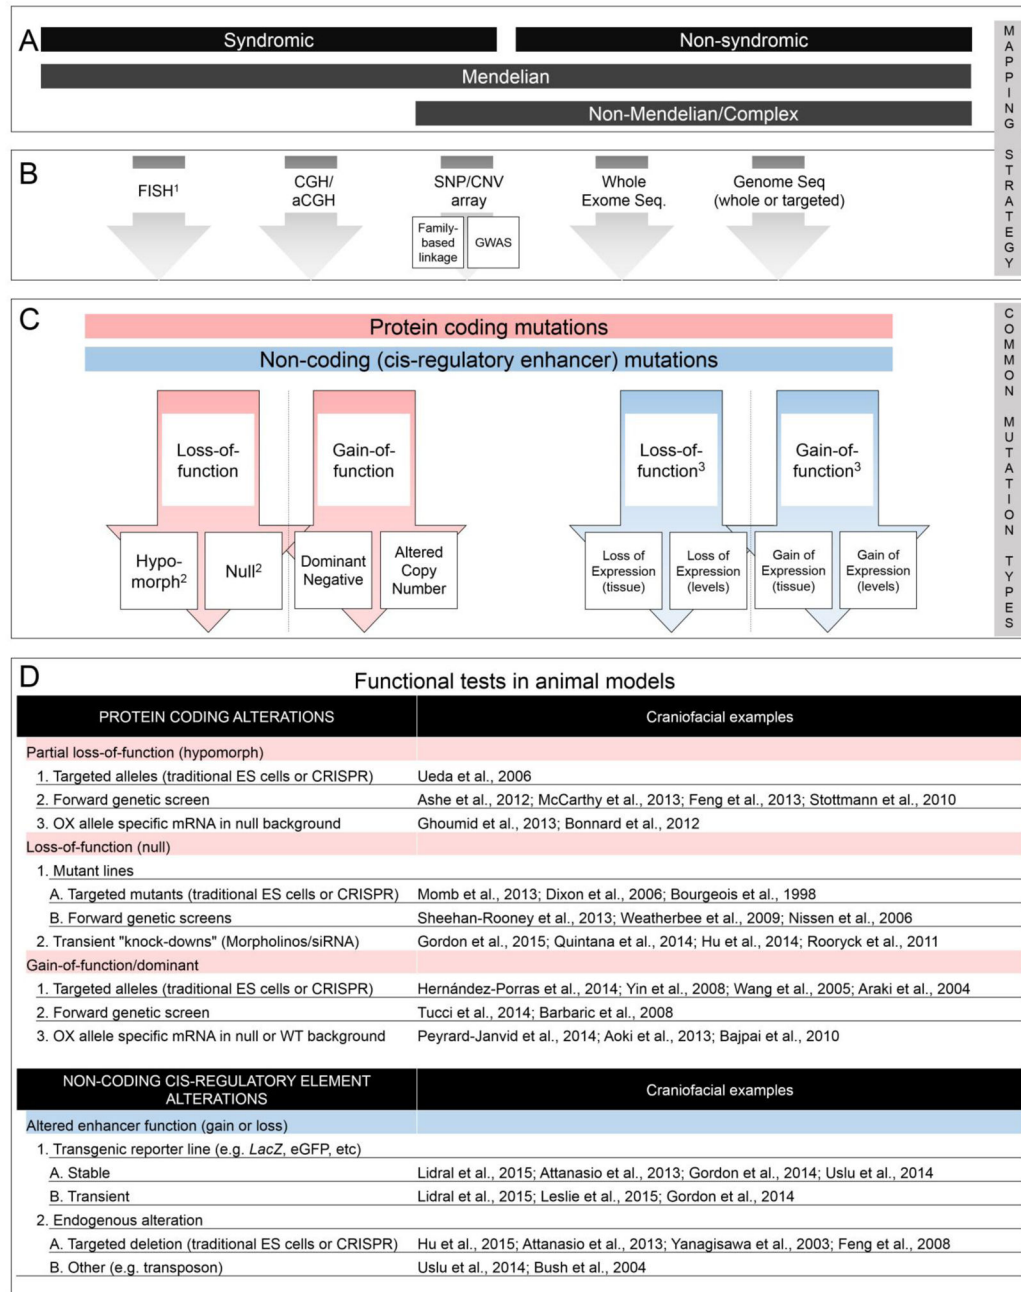 A
Syndromic
Non-syndromic
Mendelian
Non-Mendelian/Complex
MAPPING STRATEGY
B
FISH¹
CGH/
aCGH
SNP/CNV
array
Family-
based
linkage
GWAS
Whole
Exome Seq.
Genome Seq
(whole or targeted)
C
Protein coding mutations
Non-coding (cis-regulatory enhancer) mutations
COMMON MUTATION TYPES
Loss-of-
function
Gain-of-
function
Loss-of-
function³
Gain-of-
function³
Hypo-
morph²
Null²
Dominant
Negative
Altered
Copy
Number
Loss of
Expression
(tissue)
Loss of
Expression
(levels)
Gain of
Expression
(tissue)
Gain of
Expression
(levels)
D
Functional tests in animal models
PROTEIN CODING ALTERATIONS Craniofacial examples
Partial loss-of-function (hypomorph)
1. Targeted alleles (traditional ES cells or CRISPR) Ueda et al., 2006
2. Forward genetic screen Ashe et al., 2012; McCarthy et al., 2013; Feng et al., 2013; Stottmann et al., 2010
3. OX allele specific mRNA in null background Ghoumid et al., 2013; Bonnard et al., 2012
Loss-of-function (null)
1. Mutant lines
A. Targeted mutants (traditional ES cells or CRISPR) Momb et al., 2013; Dixon et al., 2006; Bourgeois et al., 1998
B. Forward genetic screens Sheehan-Rooney et al., 2013; Weatherbee et al., 2009; Nissen et al., 2006
2. Transient "knock-downs" (Morpholinos/siRNA) Gordon et al., 2015; Quintana et al., 2014; Hu et al., 2014; Rooryck et al., 2011
Gain-of-function/dominant
1. Targeted alleles (traditional ES cells or CRISPR) Hernández-Porras et al., 2014; Yin et al., 2008; Wang et al., 2005; Araki et al., 2004
2. Forward genetic screen Tucci et al., 2014; Barbaric et al., 2008
3. OX allele specific mRNA in null or WT background Peyrard-Janvid et al., 2014; Aoki et al., 2013; Bajpai et al., 2010
NON-CODING CIS-REGULATORY ELEMENT
ALTERATIONS
Craniofacial examples
Altered enhancer function (gain or loss)
1. Transgenic reporter line (e.g. LacZ, eGFP, etc)
A. Stable Lidral et al., 2015; Attanasio et al., 2013; Gordon et al., 2014; Uslu et al., 2014
B. Transient Lidral et al., 2015; Leslie et al., 2015; Gordon et al., 2014
2. Endogenous alteration
A. Targeted deletion (traditional ES cells or CRISPR) Hu et al., 2015; Attanasio et al., 2013; Yanagisawa et al., 2003; Feng et al., 2008
B. Other (e.g. transposon) Uslu et al., 2014; Bush et al., 2004